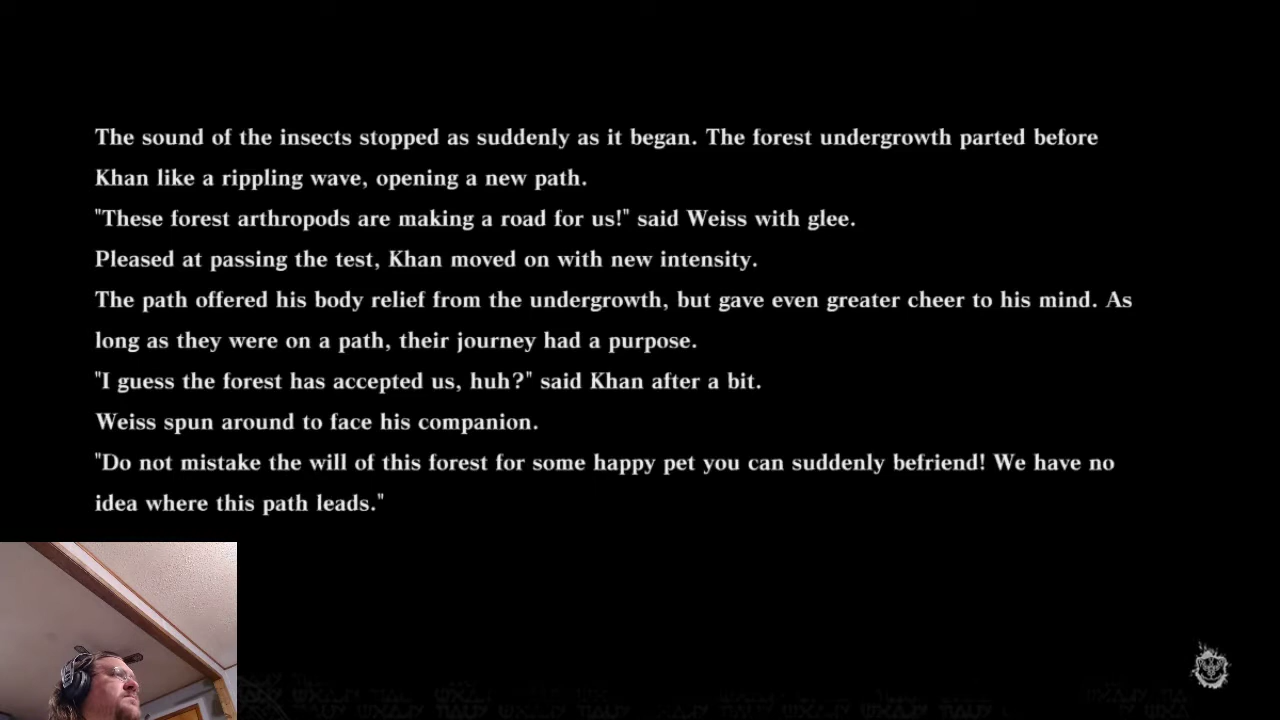 The sound of the insects stopped as suddenly as it began. The forest undergrowth parted before
Khan like a rippling wave, opening a new path.
"These forest arthropods are making a road for us!" said Weiss with glee.
Pleased at passing the test, Khan moved on with new intensity.
The path offered his body relief from the undergrowth, but gave even greater cheer to his mind. As
long as they were on a path, their journey had a purpose.
"I guess the forest has accepted us, huh?" said Khan after a bit.
Weiss spun around to face his companion.
"Do not mistake the will of this forest for some happy pet you can suddenly befriend! We have no
idea where this path leads."